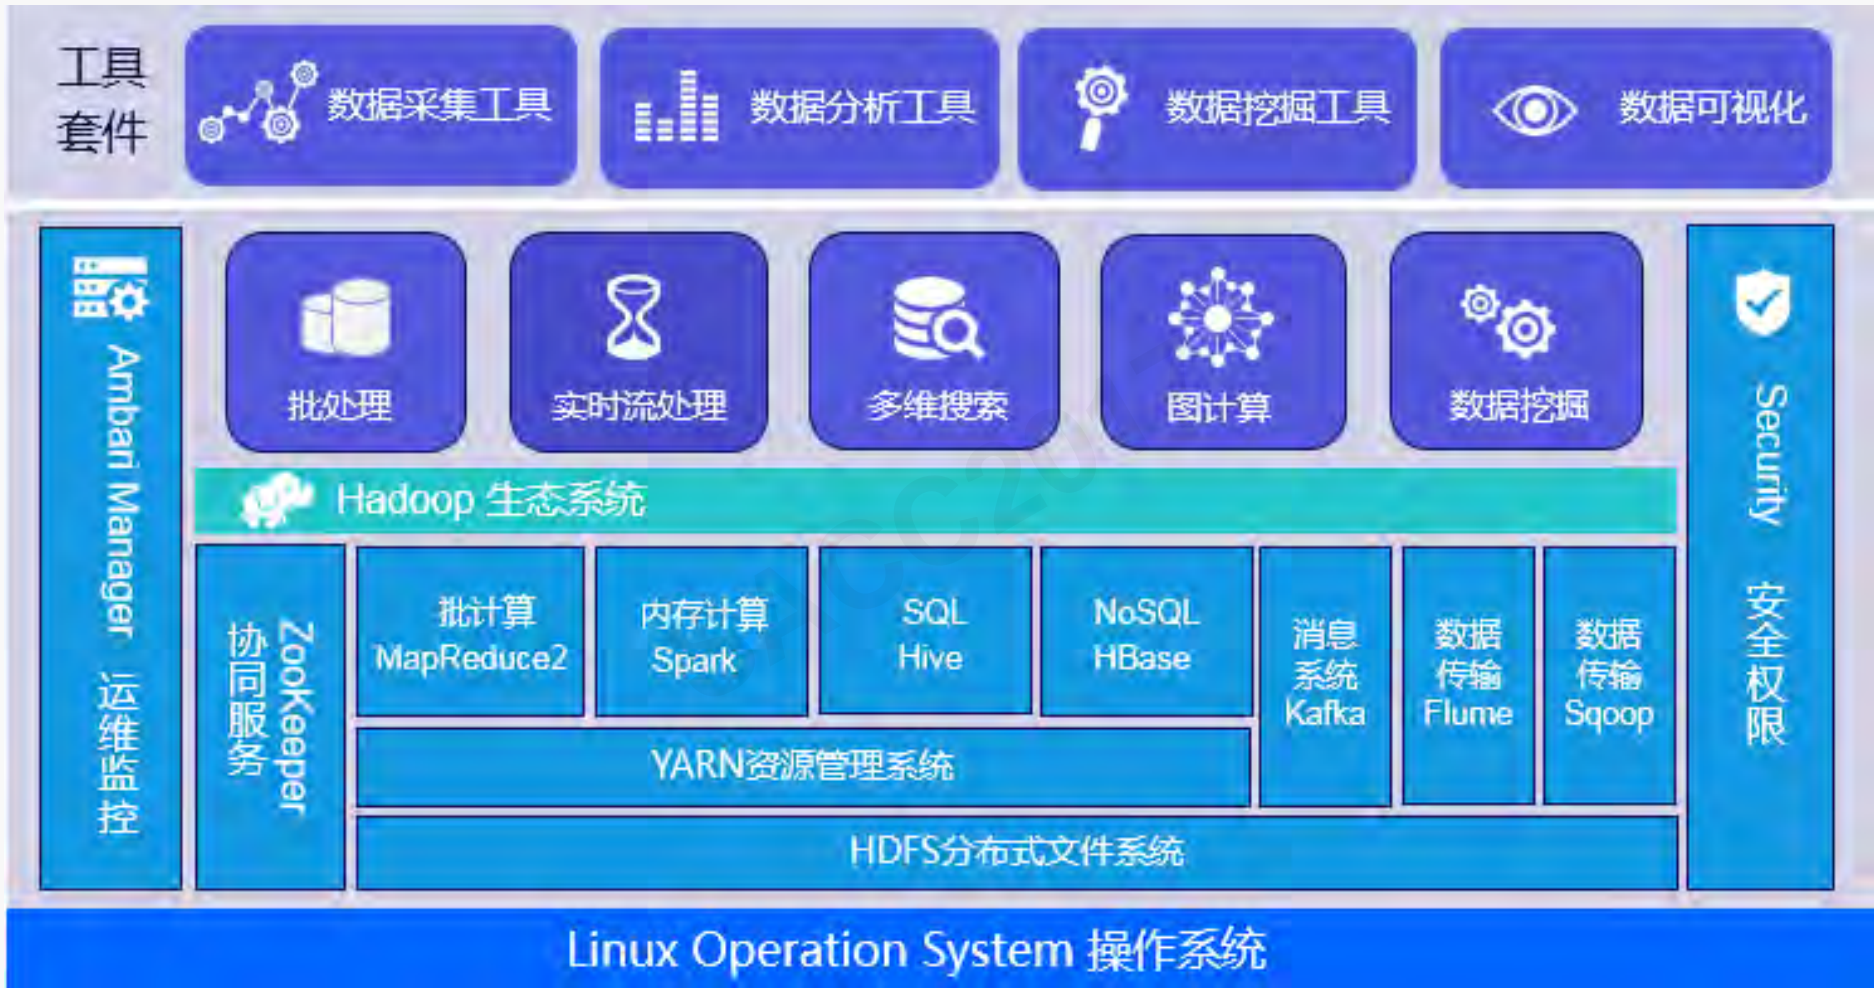 工具
套件
数据采集工具
数据分析工具
数据挖掘工具
数据可视化
Ambari Manager 运维监控
批处理
实时流处理
多维搜索
图计算
数据挖掘
Security 安全权限
Hadoop 生态系统
ZooKeeper
协同服务
批计算
MapReduce2
内存计算
Spark
SQL
Hive
NoSQL
HBase
消息
系统
Kafka
数据
传输
Flume
数据
传输
Sqoop
YARN资源管理系统
HDFS分布式文件系统
Linux Operation System 操作系统